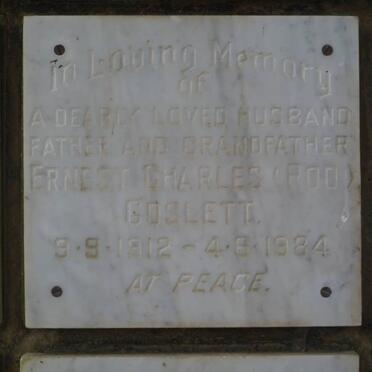 In Loving Memory
of
A DEARLY LOVED HUSBAND
FATHER AND GRANDFATHER
ERNEST CHARLES (ROD)
GOSLETT.
9·9·1912 - 4·6·1984
AT PEACE.